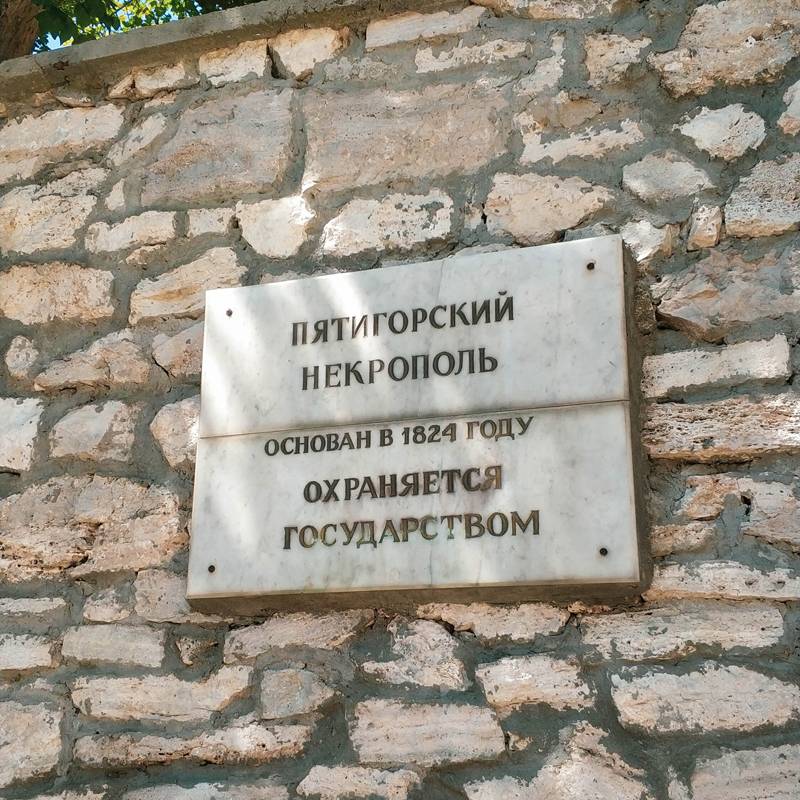 ПЯТИГОРСКИЙ
НЕКРОПОЛЬ
ОСНОВАН В 1824 ГОДУ
ОХРАНЯЕТСЯ
ГОСУДАРСТВОМ